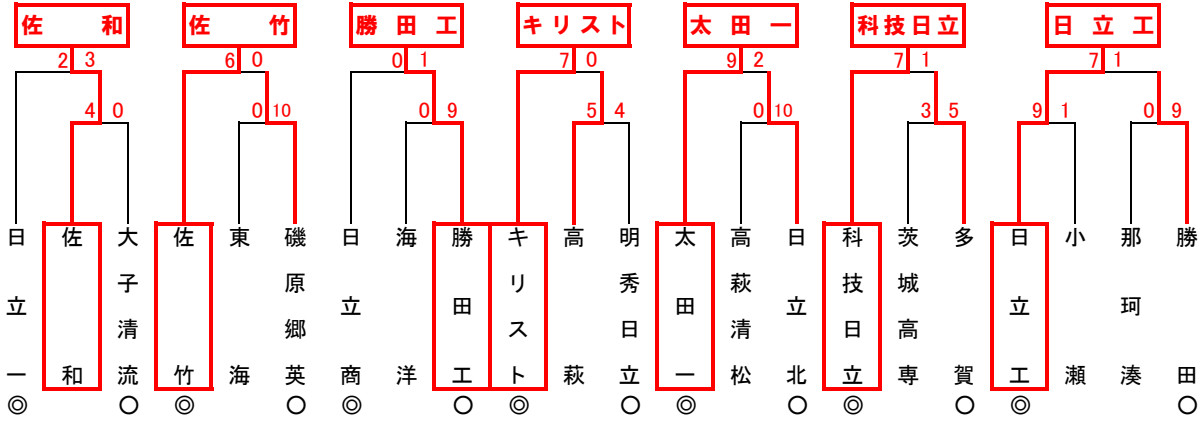 佐和 佐竹 勝田工 キリスト 太田一 科技日立 日立工
2 3 6 0 0 1 7 0 9 2 7 1 7 1
4 0 0 10 0 9 5 4 0 10 3 5 9 1 0 9
日立一 佐和 大子清流 佐竹 東海 磯原郷英 日立商 海洋 勝田工 キリスト 高萩 明秀日立 太田一 高萩清松 日立北 科技日立 茨城高専 多賀 日立工 小瀬 那珂湊 勝田
◎ ○ ◎ ○ ◎ ○ ◎ ○ ◎ ○ ◎ ○ ◎ ○